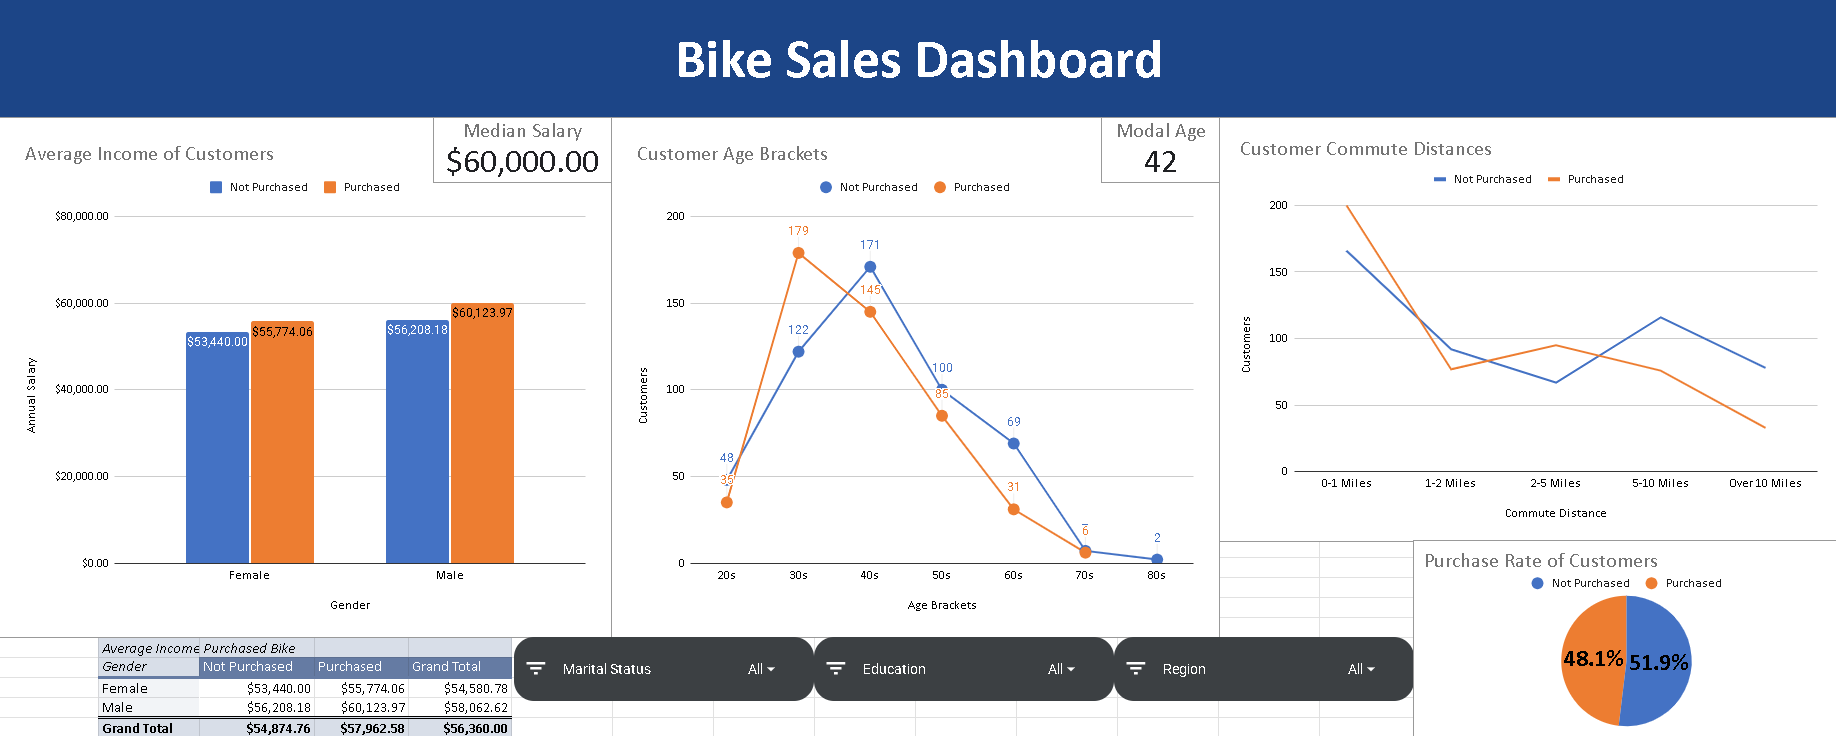 Bike Sales Dashboard
Average Income of Customers
Median Salary
$60,000.00
Not Purchased
Purchased
$80,000.00
$60,000.00
$40,000.00
$20,000.00
$0.00
Annual Salary
$53,440.00
$55,774.06
$56,208.18
$60,123.97
Female
Male
Gender
Customer Age Brackets
Modal Age
42
Not Purchased
Purchased
200
150
100
50
0
Customers
179
171
145
122
100
85
69
48
35
31
6
2
20s
30s
40s
50s
60s
70s
80s
Age Brackets
Customer Commute Distances
Not Purchased
Purchased
200
150
100
50
0
Customers
0-1 Miles
1-2 Miles
2-5 Miles
5-10 Miles
Over 10 Miles
Commute Distance
Average Income Purchased Bike
Gender Not Purchased Purchased Grand Total
Female $53,440.00 $55,774.06 $54,580.78
Male $56,208.18 $60,123.97 $58,062.62
Grand Total $54,874.76 $57,962.58 $56,360.00
Marital Status All
Education All
Region All
Purchase Rate of Customers
Not Purchased
Purchased
48.1%
51.9%